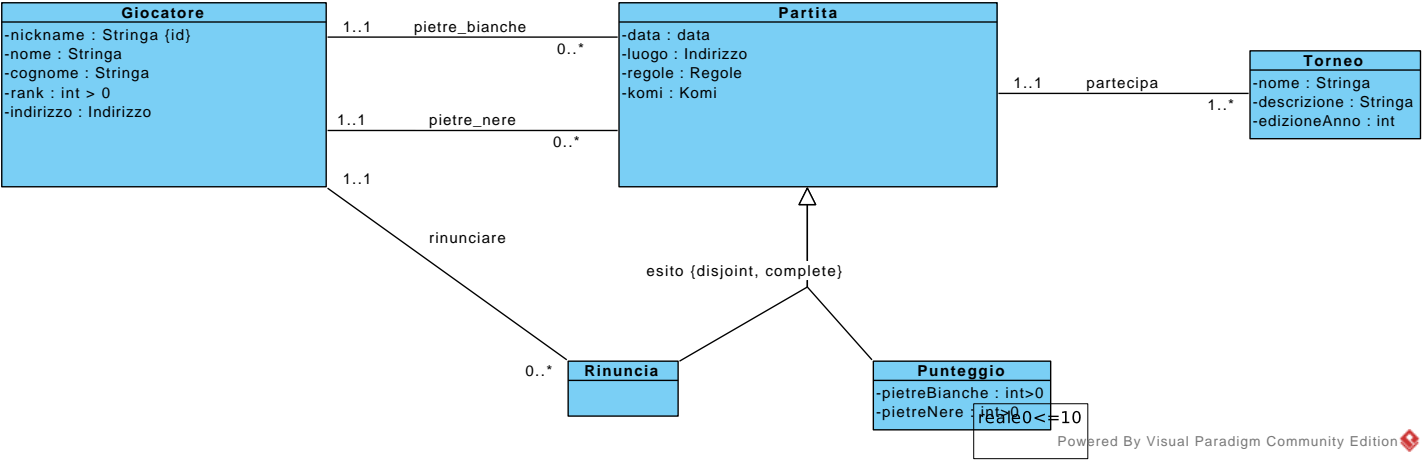 Giocatore
-nickname : Stringa {id}
-nome : Stringa
-cognome : Stringa
-rank : int > 0
-indirizzo : Indirizzo
1..1
pietre_bianche
0..*
1..1
pietre_nere
0..*
1..1
rinunciare
0..*
Partita
-data : data
-luogo : Indirizzo
-regole : Regole
-komi : Komi
1..1
partecipa
1..*
Torneo
-nome : Stringa
-descrizione : Stringa
-edizioneAnno : int
esito {disjoint, complete}
Rinuncia
Punteggio
-pietreBianche : int>0
-pietreNere : int>0
reale0<=10
Powered By Visual Paradigm Community Edition